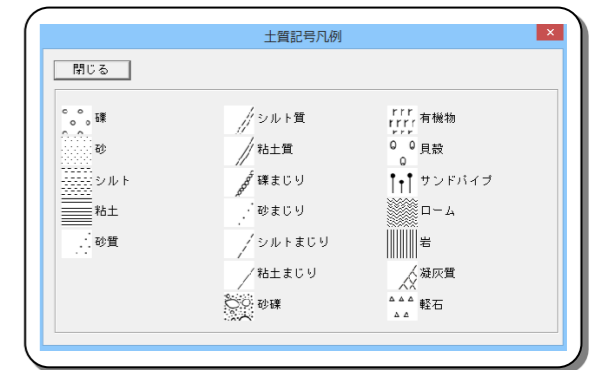 土質記号凡例
閉じる
礫
砂
シルト
粘土
砂質
シルト質
粘土質
礫まじり
砂まじり
シルトまじり
粘土まじり
砂礫
有機物
貝殻
サンドパイプ
ローム
岩
凝灰質
軽石